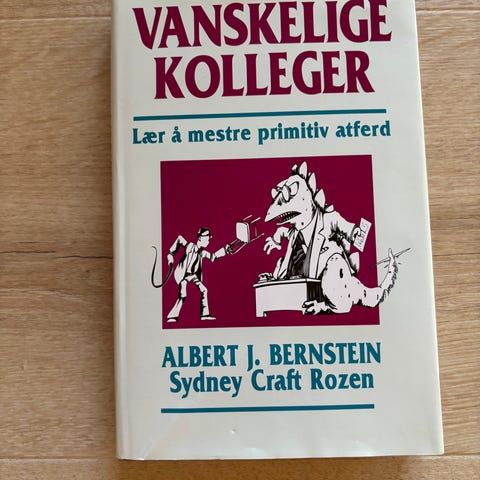 VANSKELIGE
KOLLEGER
Lær å mestre primitiv atferd
ALBERT J. BERNSTEIN
Sydney Craft Rozen